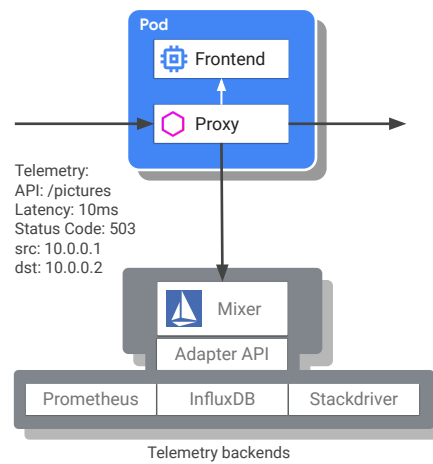 Pod
Frontend
Proxy
Telemetry:
API: /pictures
Latency: 10ms
Status Code: 503
src: 10.0.0.1
dst: 10.0.0.2
Mixer
Adapter API
Prometheus InfluxDB Stackdriver
Telemetry backends